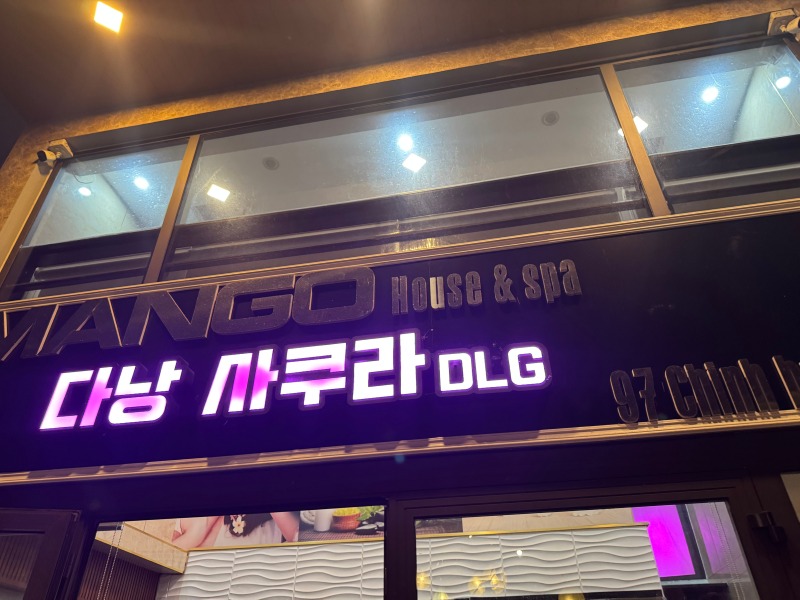 MANGO House & spa
다낭 사쿠라 DLG
97 Chinh